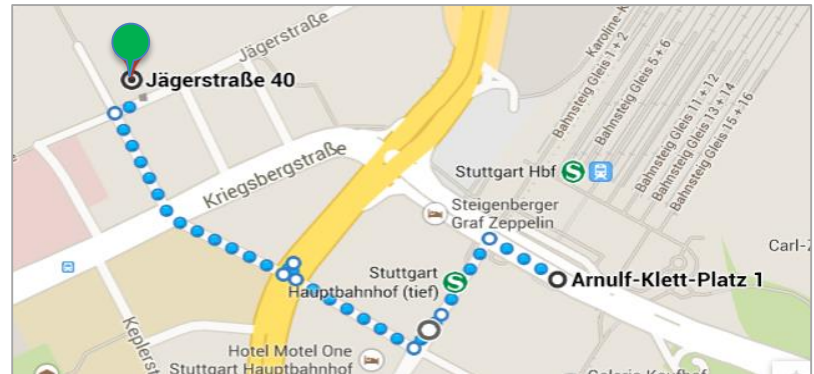 Jägerstraße
Karoline-K
Bahnsteig Gleis 1 + 2
Bahnsteig Gleis 5 + 6
Bahnsteig Gleis 11 + 12
Bahnsteig Gleis 13 + 14
Bahnsteig Gleis 15 + 16
Jägerstraße 40
Kriegsbergstraße
Stuttgart Hbf S
Steigenberger
Graf Zeppelin
Carl-
Stuttgart
Hauptbahnhof (tief) S
Arnulf-Klett-Platz 1
Keplerst
Hotel Motel One
Stuttgart Hauptbahnhof